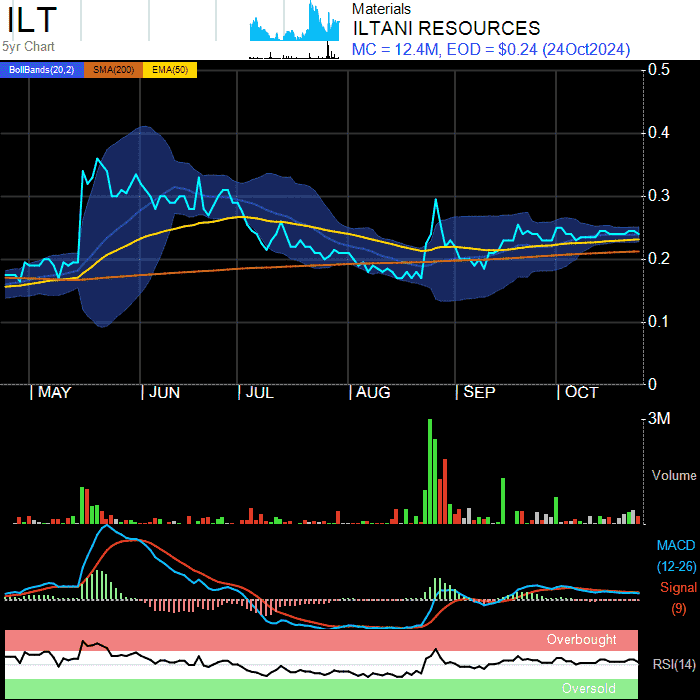 ILT
5yr Chart
Materials
ILTANI RESOURCES
MC = 12.4M, EOD = $0.24 (24Oct2024)
BollBands(20,2) SMA(200) EMA(50)
0.5
0.4
0.3
0.2
0.1
0
MAY JUN JUL AUG SEP OCT
3M
Volume
MACD
(12-26)
Signal
(9)
Overbought
RSI(14)
Oversold